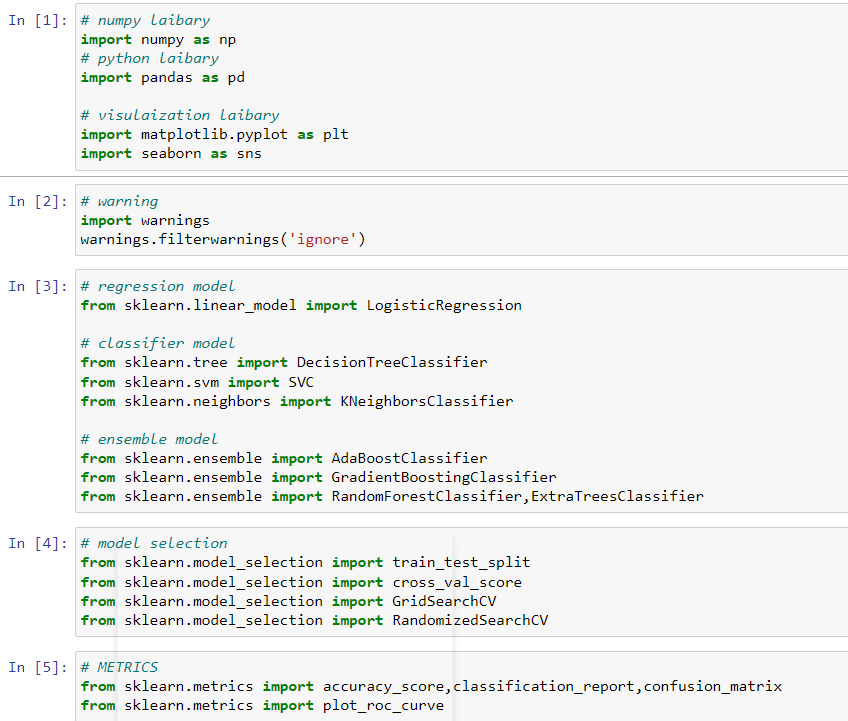 In [1]: # numpy laibary
import numpy as np
# python laibary
import pandas as pd
# visulaization laibary
import matplotlib.pyplot as plt
import seaborn as sns
In [2]: # warning
import warnings
warnings.filterwarnings('ignore')
In [3]: # regression model
from sklearn.linear_model import LogisticRegression
# classifier model
from sklearn.tree import DecisionTreeClassifier
from sklearn.svm import SVC
from sklearn.neighbors import KNeighborsClassifier
# ensemble model
from sklearn.ensemble import AdaBoostClassifier
from sklearn.ensemble import GradientBoostingClassifier
from sklearn.ensemble import RandomForestClassifier,ExtraTreesClassifier
In [4]: # model selection
from sklearn.model_selection import train_test_split
from sklearn.model_selection import cross_val_score
from sklearn.model_selection import GridSearchCV
from sklearn.model_selection import RandomizedSearchCV
In [5]: # METRICS
from sklearn.metrics import accuracy_score,classification_report,confusion_matrix
from sklearn.metrics import plot_roc_curve